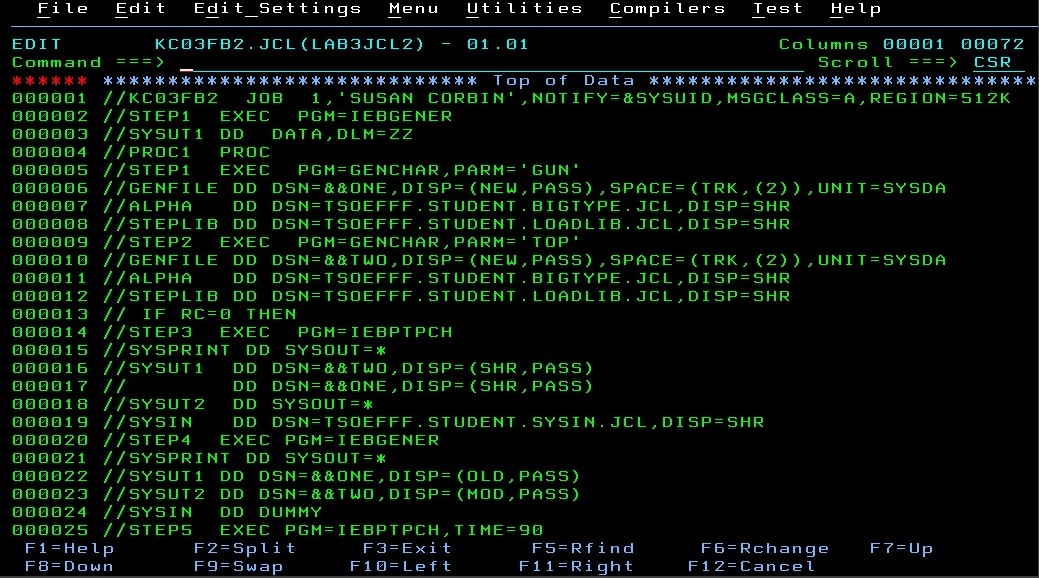 File  Edit  Edit_Settings  Menu  Utilities  Compilers  Test  Help
EDIT       KC03FB2.JCL(LAB3JCL2) - 01.01                   Columns 00001 00072
Command ===>                                                  Scroll ===> CSR
****** ***************************** Top of Data ******************************
000001 //KC03FB2  JOB  1,'SUSAN CORBIN',NOTIFY=&SYSUID,MSGCLASS=A,REGION=512K
000002 //STEP1  EXEC  PGM=IEBGENER
000003 //SYSUT1 DD  DATA,DLM=ZZ
000004 //PROC1  PROC
000005 //STEP1  EXEC  PGM=GENCHAR,PARM='GUN'
000006 //GENFILE DD DSN=&&ONE,DISP=(NEW,PASS),SPACE=(TRK,(2)),UNIT=SYSDA
000007 //ALPHA   DD DSN=TSOEFFF.STUDENT.BIGTYPE.JCL,DISP=SHR
000008 //STEPLIB DD DSN=TSOEFFF.STUDENT.LOADLIB.JCL,DISP=SHR
000009 //STEP2  EXEC  PGM=GENCHAR,PARM='TOP'
000010 //GENFILE DD DSN=&&TWO,DISP=(NEW,PASS),SPACE=(TRK,(2)),UNIT=SYSDA
000011 //ALPHA   DD DSN=TSOEFFF.STUDENT.BIGTYPE.JCL,DISP=SHR
000012 //STEPLIB DD DSN=TSOEFFF.STUDENT.LOADLIB.JCL,DISP=SHR
000013 // IF RC=0 THEN
000014 //STEP3  EXEC  PGM=IEBPTPCH
000015 //SYSPRINT DD SYSOUT=*
000016 //SYSUT1  DD DSN=&&TWO,DISP=(SHR,PASS)
000017 //        DD DSN=&&ONE,DISP=(SHR,PASS)
000018 //SYSUT2  DD SYSOUT=*
000019 //SYSIN   DD DSN=TSOEFFF.STUDENT.SYSIN.JCL,DISP=SHR
000020 //STEP4  EXEC PGM=IEBGENER
000021 //SYSPRINT DD SYSOUT=*
000022 //SYSUT1 DD DSN=&&ONE,DISP=(OLD,PASS)
000023 //SYSUT2 DD DSN=&&TWO,DISP=(MOD,PASS)
000024 //SYSIN  DD DUMMY
000025 //STEP5  EXEC PGM=IEBPTPCH,TIME=90
F1=Help      F2=Split     F3=Exit      F5=Rfind     F6=Rchange   F7=Up
F8=Down      F9=Swap     F10=Left     F11=Right    F12=Cancel